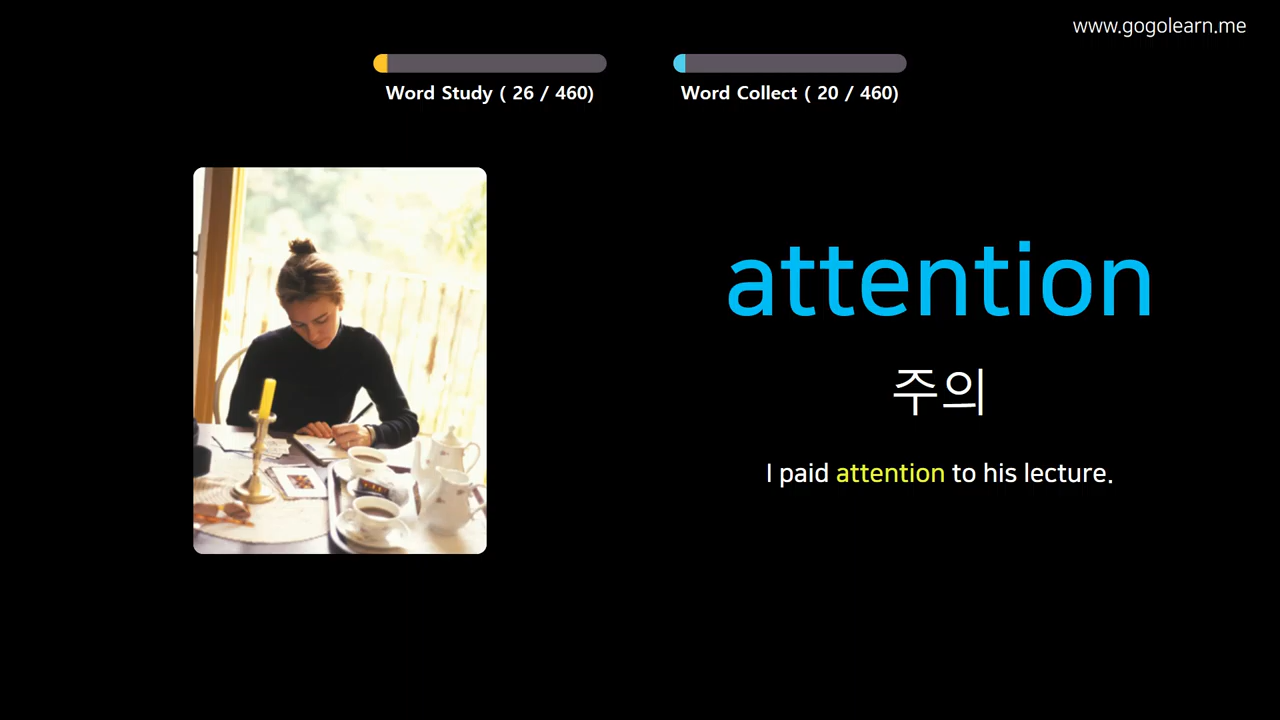 www.gogolearn.me
Word Study ( 26 / 460)
Word Collect ( 20 / 460)
attention
주의
I paid attention to his lecture.